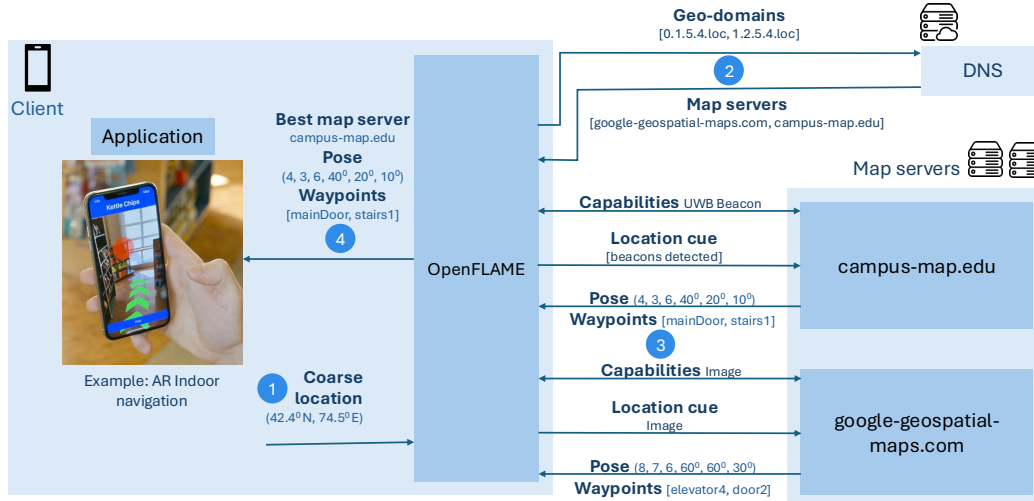 Geo-domains
[0.1.5.4.loc, 1.2.5.4.loc]
2
DNS
Map servers
[google-geospatial-maps.com, campus-map.edu]
Client
Application
Kettle Chips
Example: AR Indoor
navigation
Best map server
campus-map.edu
Pose
(4, 3, 6, 40⁰, 20⁰, 10⁰)
Waypoints
[mainDoor, stairs1]
4
1
Coarse
location
(42.4⁰ N, 74.5⁰ E)
OpenFLAME
Map servers
Capabilities UWB Beacon
Location cue
[beacons detected]
Pose (4, 3, 6, 40⁰, 20⁰, 10⁰)
Waypoints [mainDoor, stairs1]
campus-map.edu
3
Capabilities Image
Location cue
Image
Pose (8, 7, 6, 60⁰, 60⁰, 30⁰)
Waypoints [elevator4, door2]
google-geospatial-
maps.com